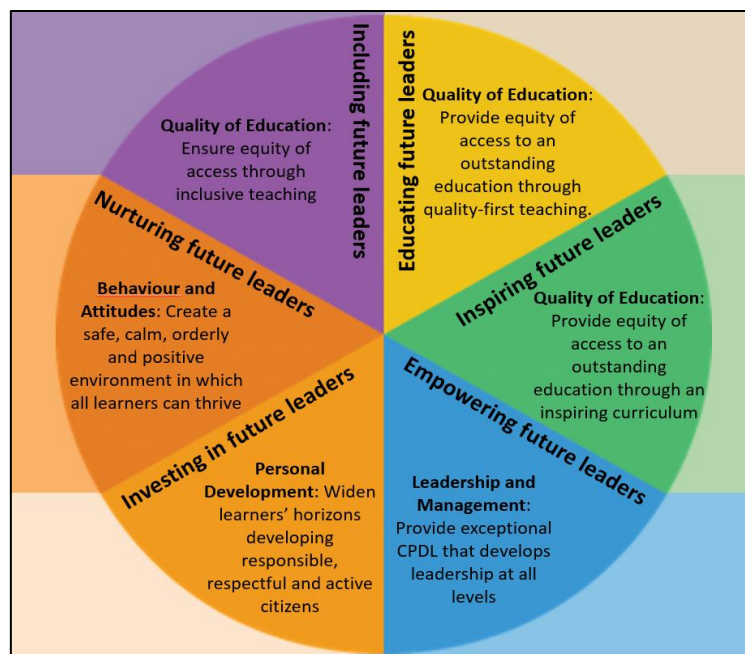 Including future leaders
Quality of Education:
Ensure equity of
access through
inclusive teaching
Educating future leaders
Quality of Education:
Provide equity of
access to an
outstanding
education through
quality-first teaching.
Inspiring future leaders
Quality of Education:
Provide equity of
access to an
outstanding
education through an
inspiring curriculum
Empowering future leaders
Leadership and
Management:
Provide exceptional
CPDL that develops
leadership at all
levels
Investing in future leaders
Personal
Development: Widen
learners’ horizons
developing
responsible,
respectful and active
citizens
Nurturing future leaders
Behaviour and
Attitudes: Create a
safe, calm, orderly
and positive
environment in which
all learners can thrive